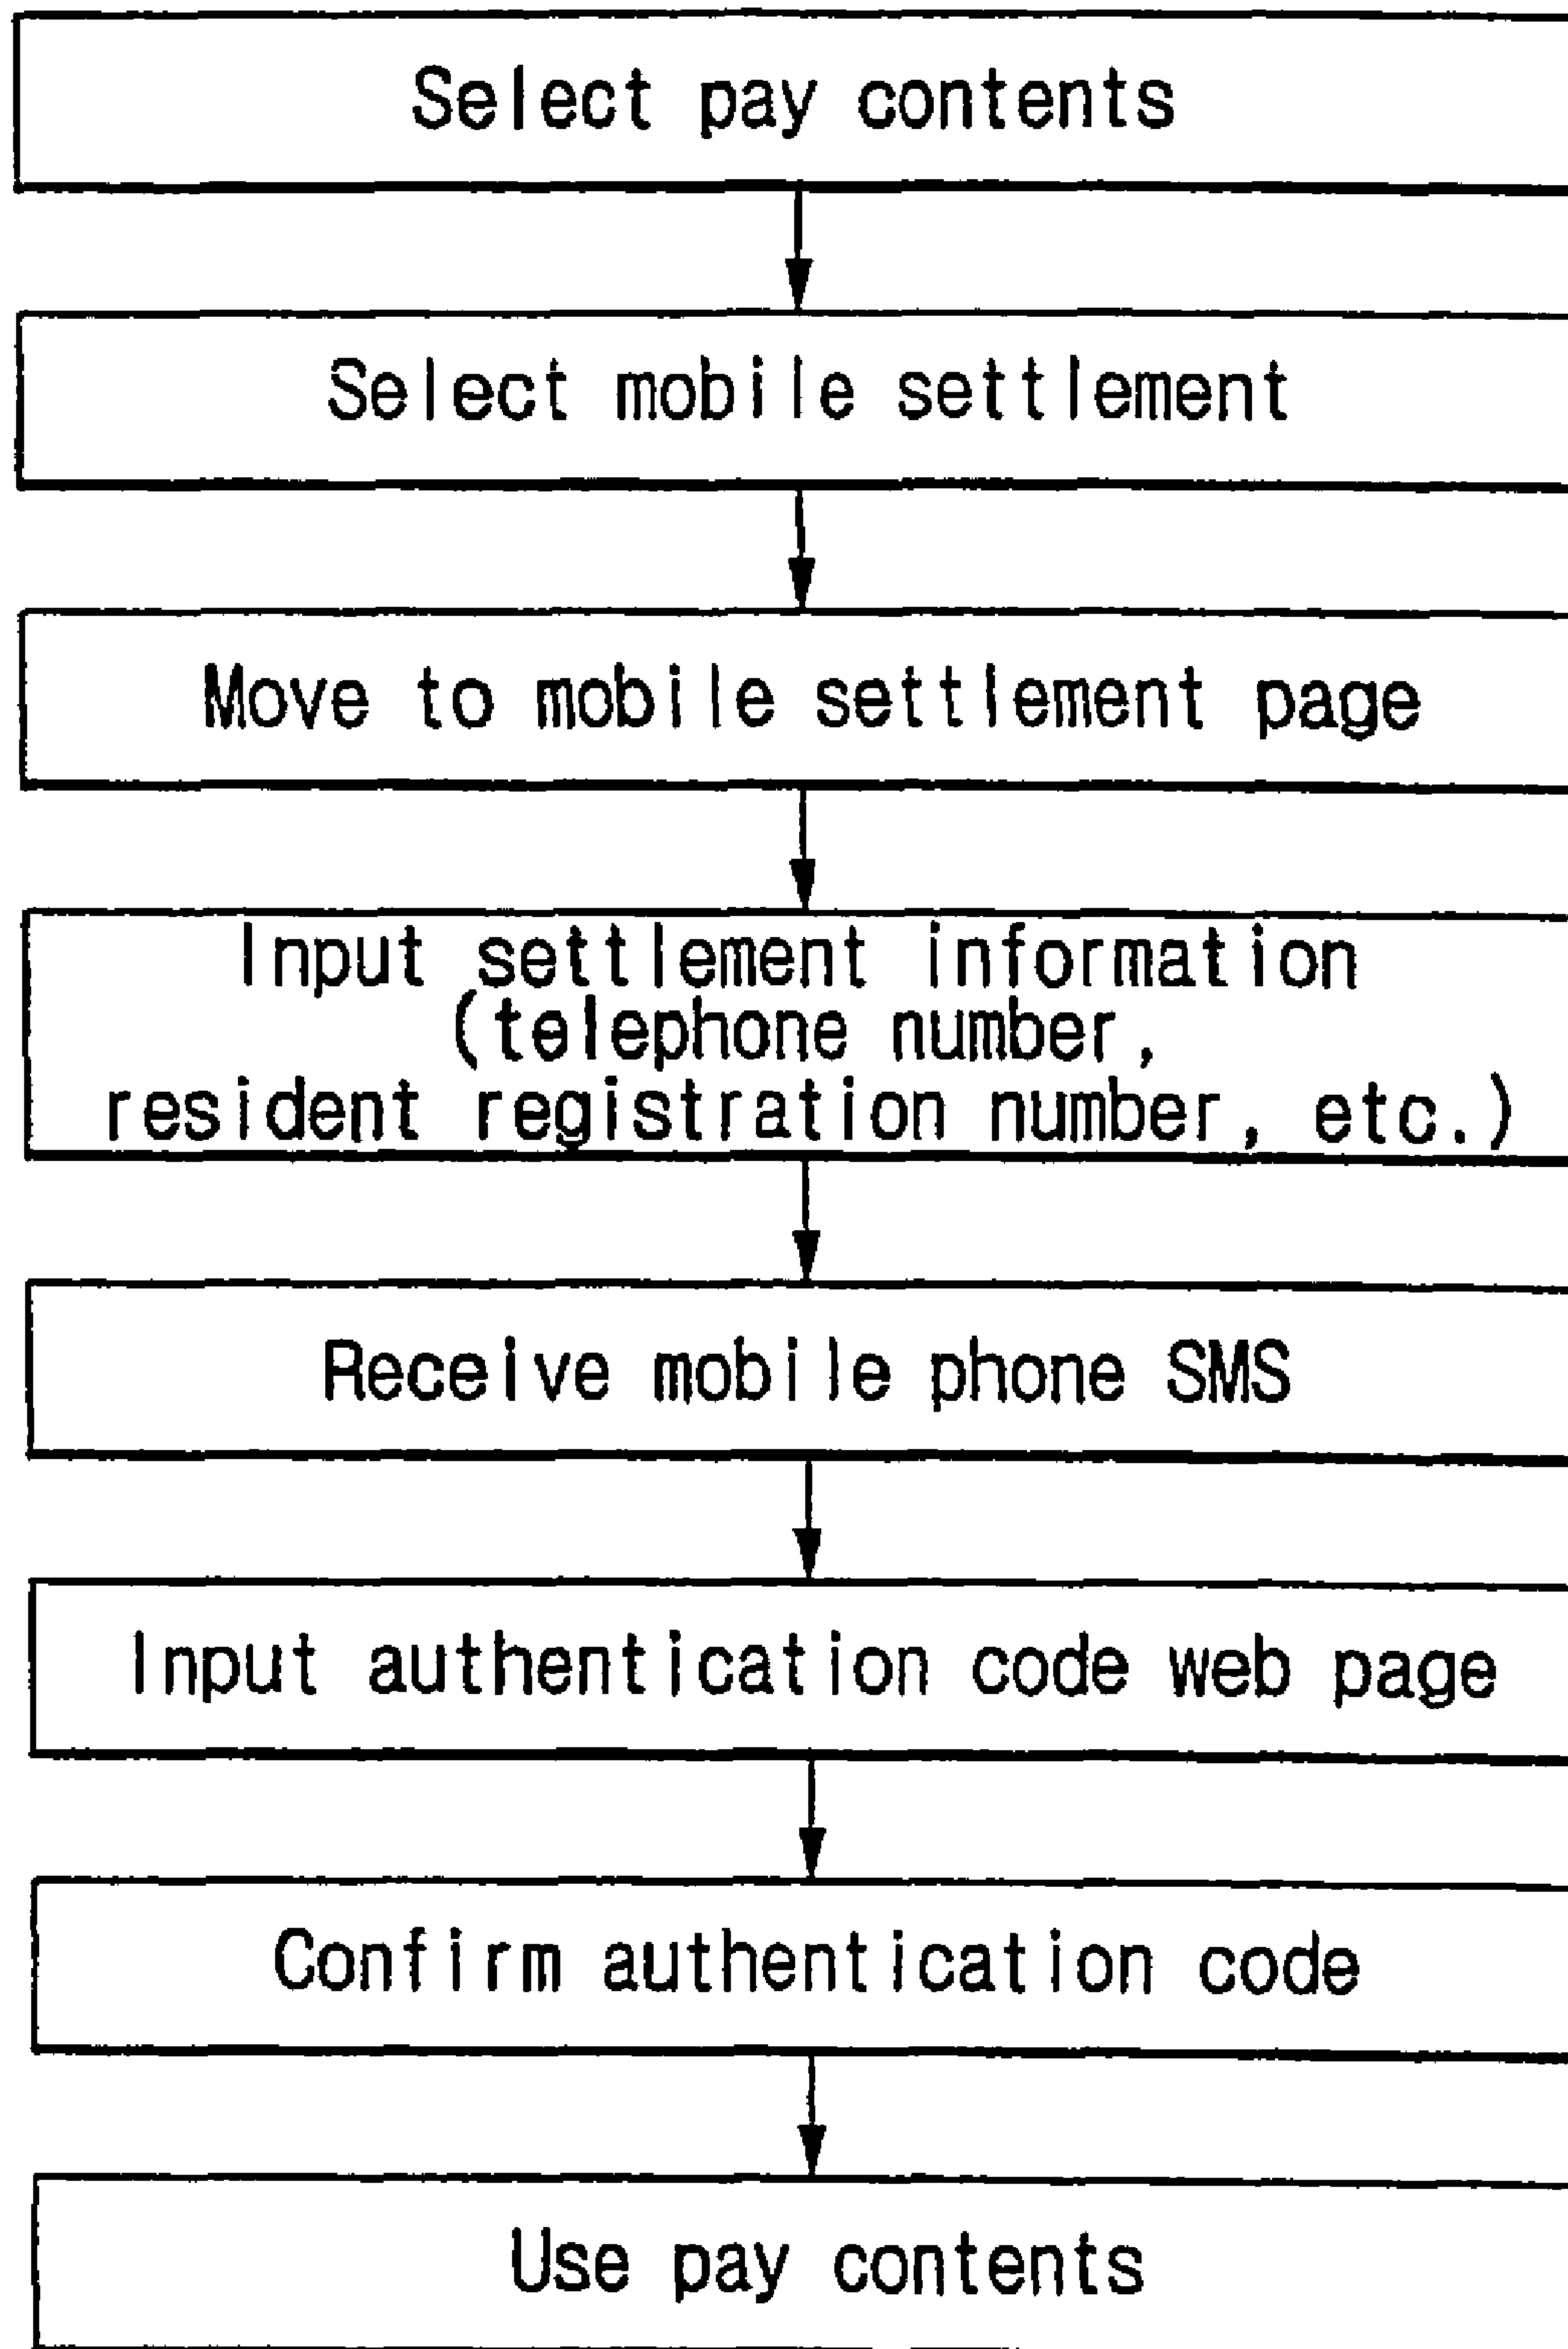 Select pay contents
Select mobile settlement
Move to mobile settlement page
Input settlement information
(telephone number,
resident registration number, etc.)
Receive mobile phone SMS
Input authentication code web page
Confirm authentication code
Use pay contents